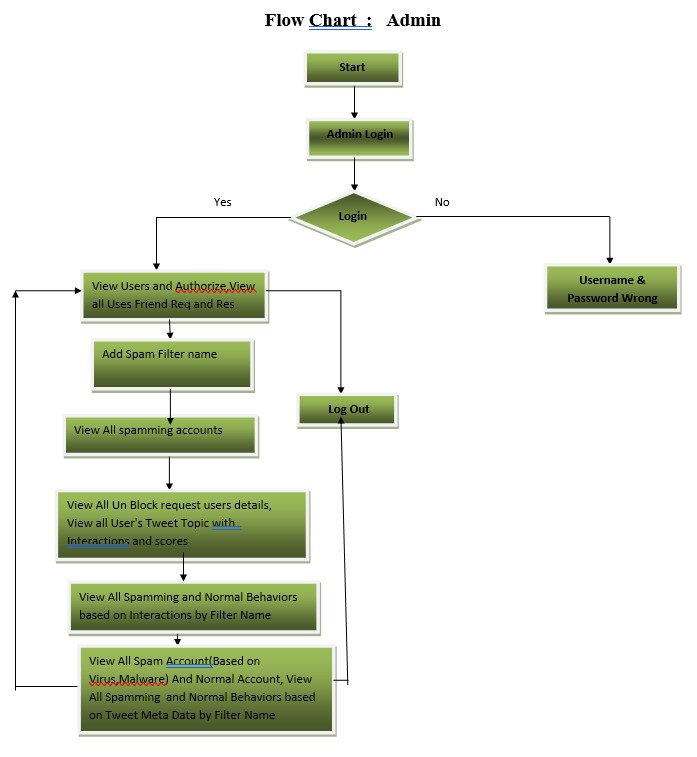 Flow Chart : Admin
Start
Admin Login
Yes
No
Login
View Users and Authorize,View
all Uses Friend Req and Res
Username &
Password Wrong
Add Spam Filter name
Log Out
View All spamming accounts
View All Un Block request users details,
View all User's Tweet Topic with
Interactions and scores
View All Spamming and Normal Behaviors
based on Interactions by Filter Name
View All Spam Account(Based on
Virus,Malware) And Normal Account, View
All Spamming and Normal Behaviors based
on Tweet Meta Data by Filter Name